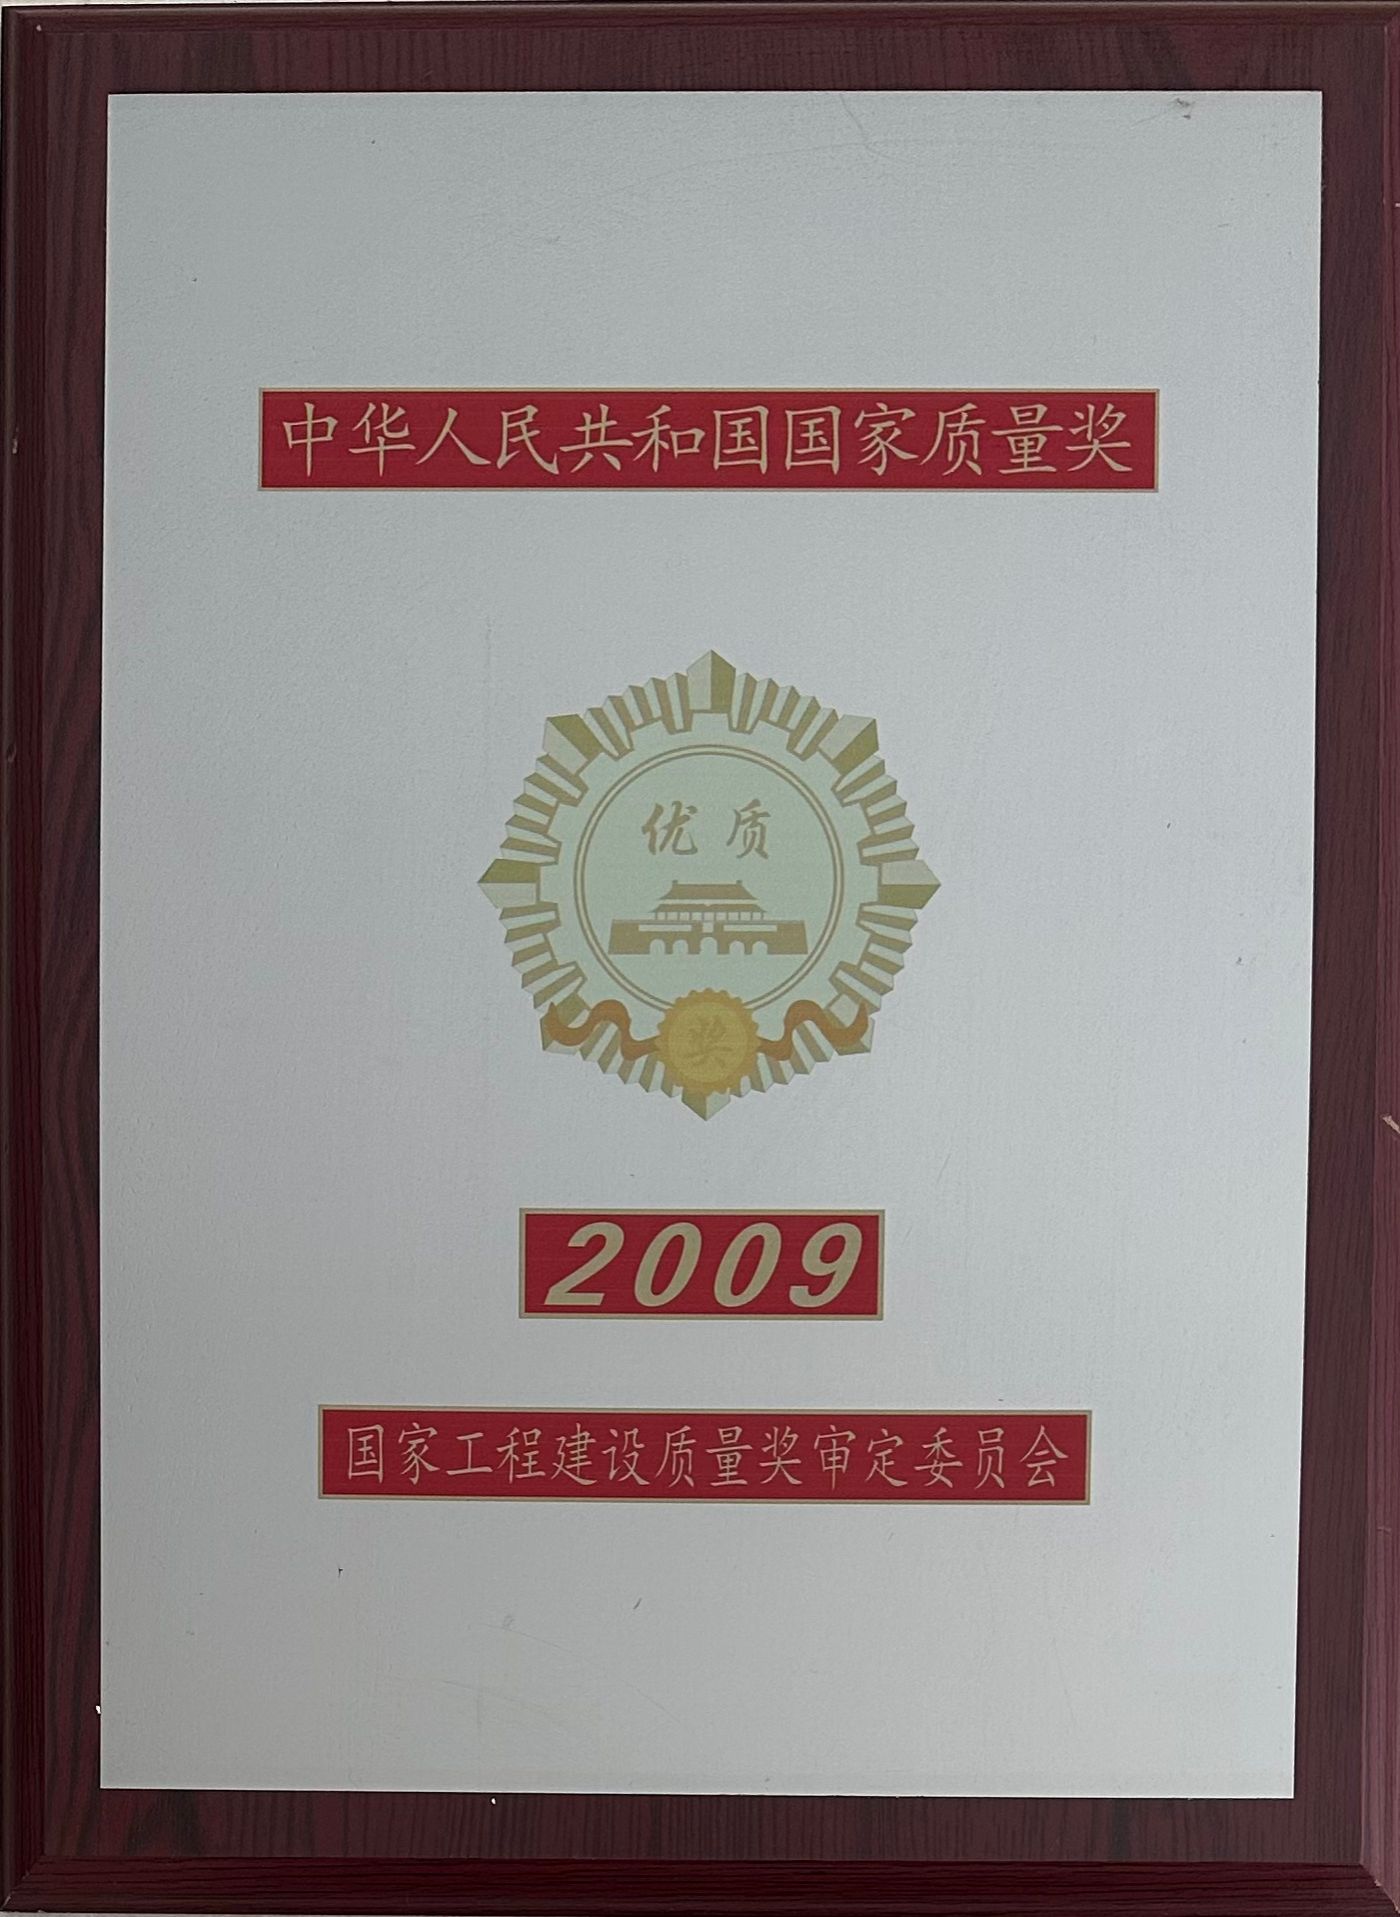 中华人民共和国国家质量奖
优质
奖
2009
国家工程建设质量奖审定委员会